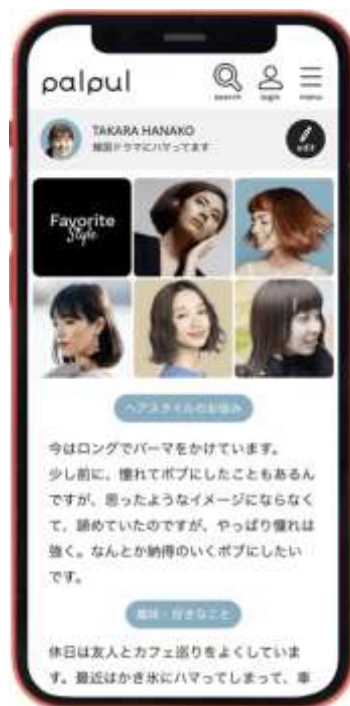 palpul
search login menu
TAKARA HANAKO
韓国ドラマにハマってます
edit
Favorite
Style
ヘアスタイルのお悩み
今はロングでパーマをかけています。
少し前に、憧れてボブにしたこともあるん
ですが、思ったようなイメージにならなく
て、諦めていたのですが、やっぱり憧れは
強く。なんとか納得のいくボブにしたい
です。
趣味・好きなこと
休日は友人とカフェ巡りをよくしていま
す。最近はかき氷にハマってしまって、車